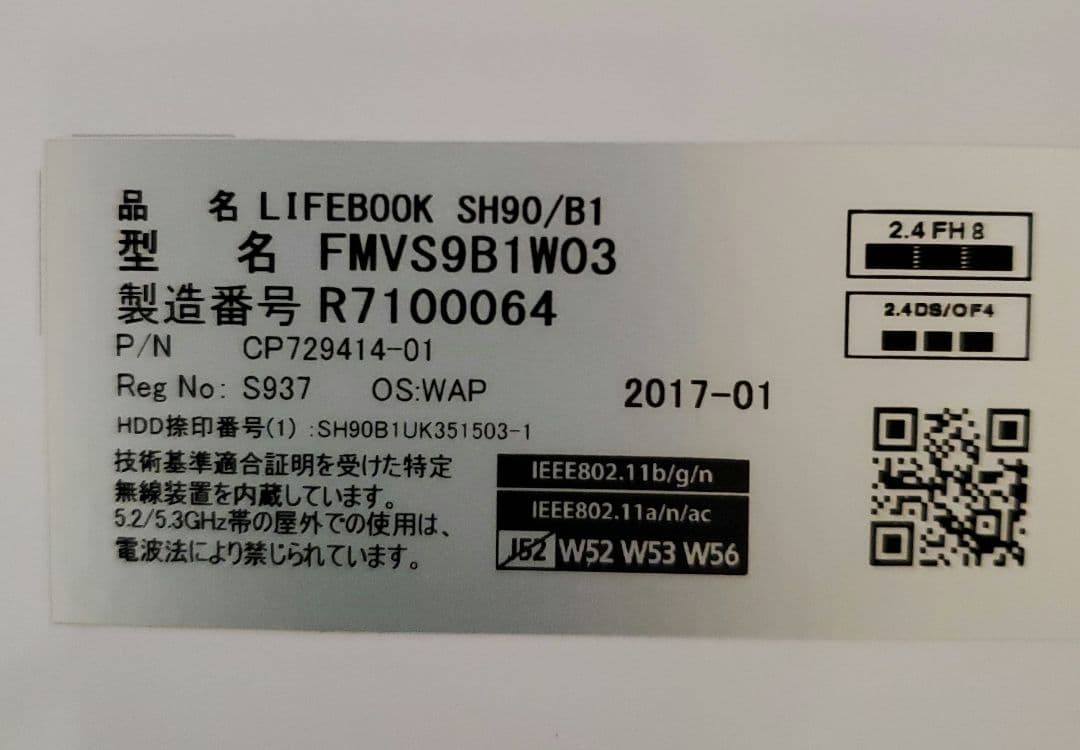 品 名 LIFEBOOK SH90/B1
型 名 FMVS9B1W03
製造番号 R7100064
P/N CP729414-01
Reg No: S937 OS:WAP 2017-01
HDD捺印番号(1) :SH90B1UK351503-1
技術基準適合証明を受けた特定
無線装置を内蔵しています。
5.2/5.3GHz帯の屋外での使用は、
電波法により禁じられています。
IEEE802.11b/g/n
IEEE802.11a/n/ac
J52 W52 W53 W56
2.4FH8
2.4DS/OF4